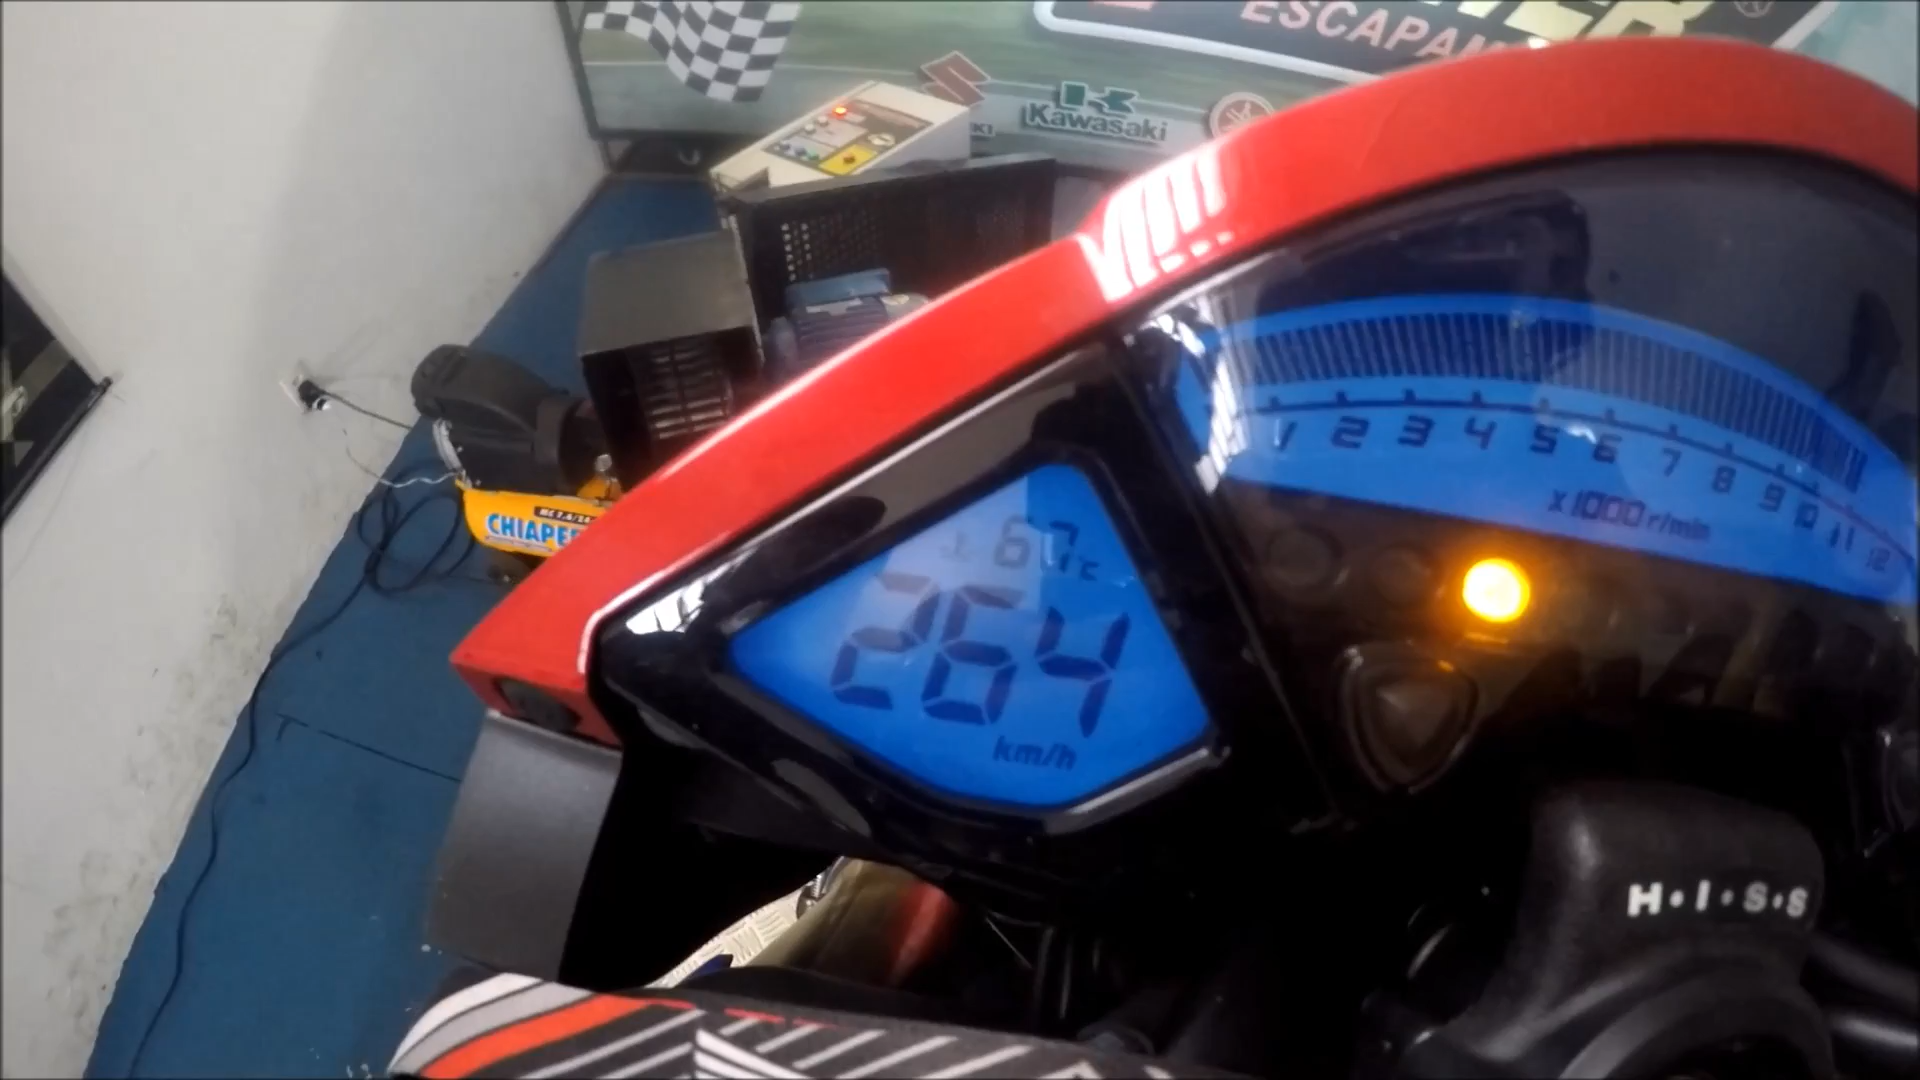 ESCAPAM
Kawasaki
CHIAPE
1 2 3 4 5 6 7 8 9 10 11 12
x1000 r/min
67°C
264
km/h
H·I·S·S